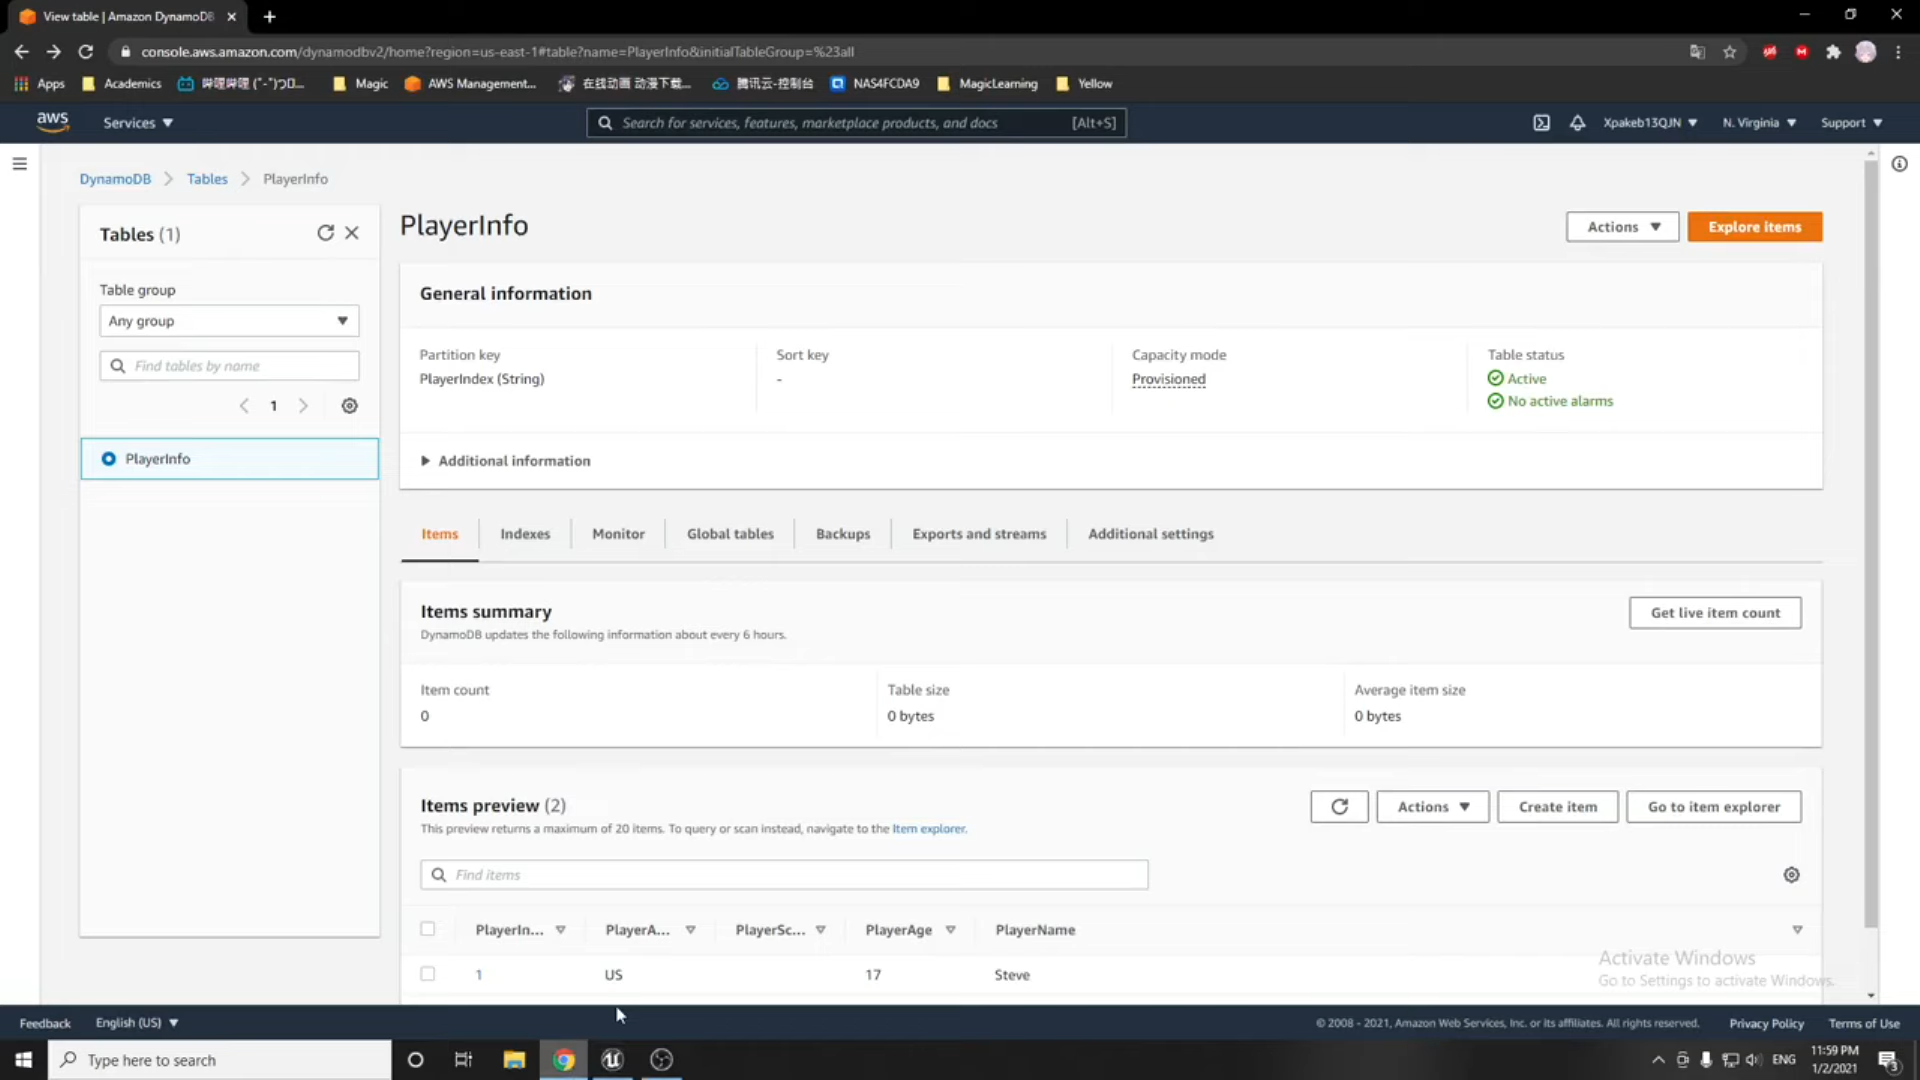 View table | Amazon DynamoDB
console.aws.amazon.com/dynamodbv2/home?region=us-east-1#table?name=PlayerInfo&initialTableGroup=%23all
Apps Academics 哔哩哔哩 Magic AWS Management... 在线动画 动漫下载... 腾讯云-控制台 NAS4FCDA9 MagicLearning Yellow
aws Services Search for services, features, marketplace products, and docs [Alt+S] Xpakeb13QJN N. Virginia Support
DynamoDB Tables PlayerInfo
Tables (1)
Table group
Any group
Find tables by name
1
PlayerInfo
PlayerInfo
Actions Explore items
General information
Partition key
PlayerIndex (String)
Sort key
-
Capacity mode
Provisioned
Table status
Active
No active alarms
Additional information
Items Indexes Monitor Global tables Backups Exports and streams Additional settings
Items summary
Get live item count
DynamoDB updates the following information about every 6 hours.
Item count
0
Table size
0 bytes
Average item size
0 bytes
Items preview (2)
Actions Create item Go to item explorer
This preview returns a maximum of 20 items. To query or scan instead, navigate to the Item explorer.
Find items
PlayerIn... PlayerA... PlayerSc... PlayerAge PlayerName
1 US 17 Steve
Activate Windows
Go to Settings to activate Windows.
Feedback English (US) © 2008 - 2021, Amazon Web Services, Inc. or its affiliates. All rights reserved. Privacy Policy Terms of Use
Type here to search
ENG
11:59 PM
1/2/2021
3